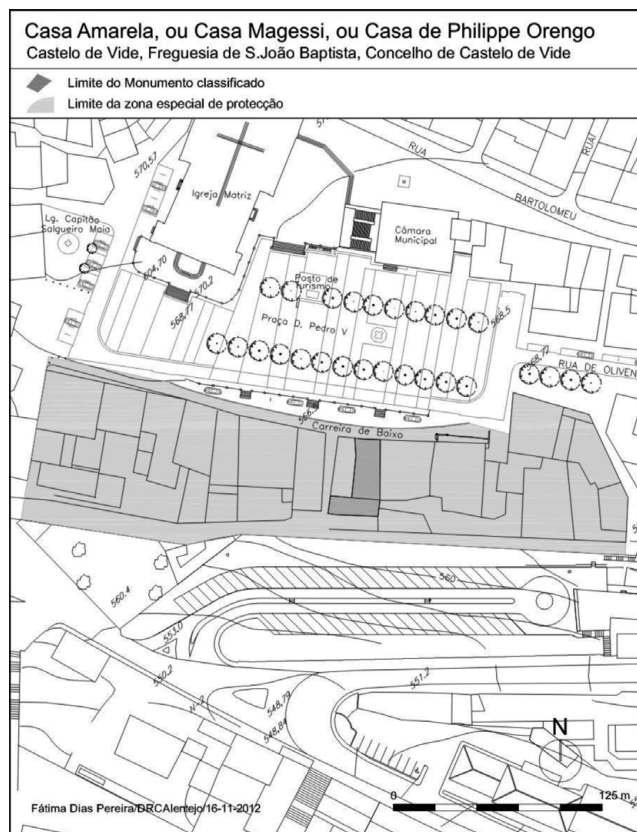 Casa Amarela, ou Casa Magessi, ou Casa de Philippe Orengo
Castelo de Vide, Freguesia de S.João Baptista, Concelho de Castelo de Vide
Limite do Monumento classificado
Limite da zona especial de protecção
570,57
Igreja Matriz
RUA
BARTOLOMEU
RUA
Câmara
Municipal
Lg. Capitão
Salgueiro Maia
570,2
568,77
Posto de
Turismo
Praça D. Pedro V
568,5
568,77
RUA DE OLIVEN
Carreira de Baixo
560
560,4
553,0
550,2
551,2
N-2
548,79
548,84
N
0
125 m
Fátima Dias Pereira/DRCAlentejo/16-11-2012